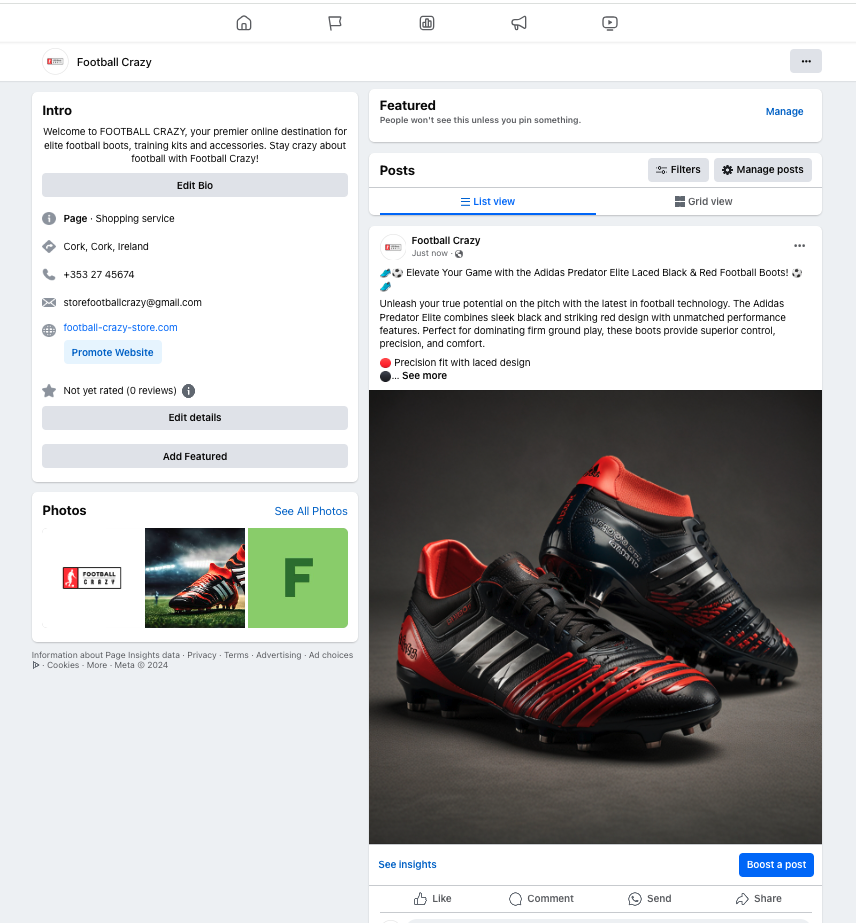 Football Crazy
Intro
Welcome to FOOTBALL CRAZY, your premier online destination for
elite football boots, training kits and accessories. Stay crazy about
football with Football Crazy!
Edit Bio
Page · Shopping service
Cork, Cork, Ireland
+353 27 45674
storefootballcrazy@gmail.com
football-crazy-store.com
Promote Website
Not yet rated (0 reviews)
Edit details
Add Featured
Photos
See All Photos
FOOTBALL
CRAZY
F
Information about Page Insights data · Privacy · Terms · Advertising · Ad choices
· Cookies · More · Meta © 2024
Featured
Manage
People won't see this unless you pin something.
Posts
Filters
Manage posts
List view
Grid view
Football Crazy
Just now ·
Elevate Your Game with the Adidas Predator Elite Laced Black & Red Football Boots!
Unleash your true potential on the pitch with the latest in football technology. The Adidas
Predator Elite combines sleek black and striking red design with unmatched performance
features. Perfect for dominating firm ground play, these boots provide superior control,
precision, and comfort.
Precision fit with laced design
... See more
See insights
Boost a post
Like
Comment
Send
Share